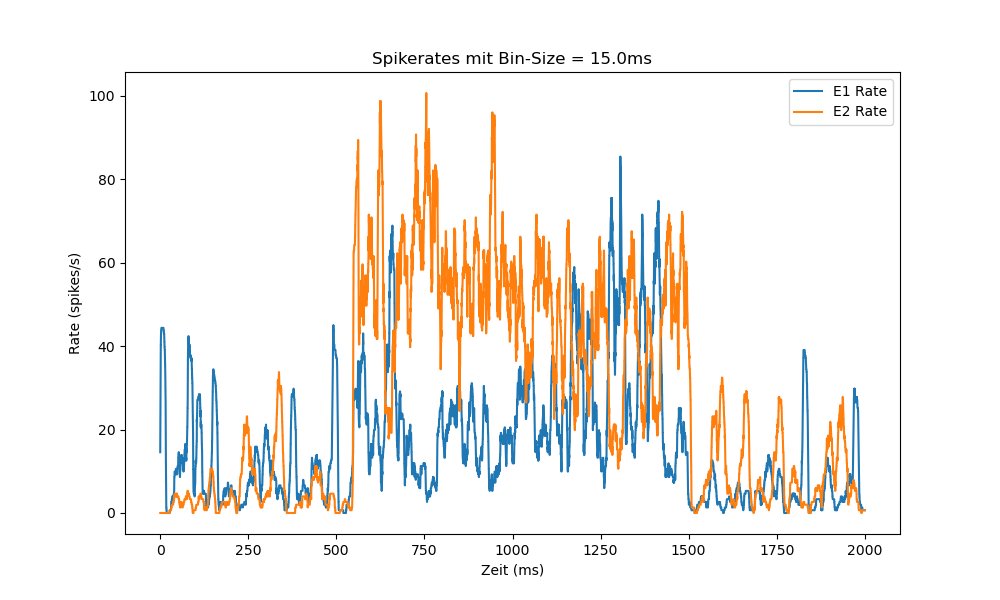 Spikerates mit Bin-Size = 15.0ms
E1 Rate
E2 Rate
100
80
60
40
20
0
Rate (spikes/s)
0 250 500 750 1000 1250 1500 1750 2000
Zeit (ms)